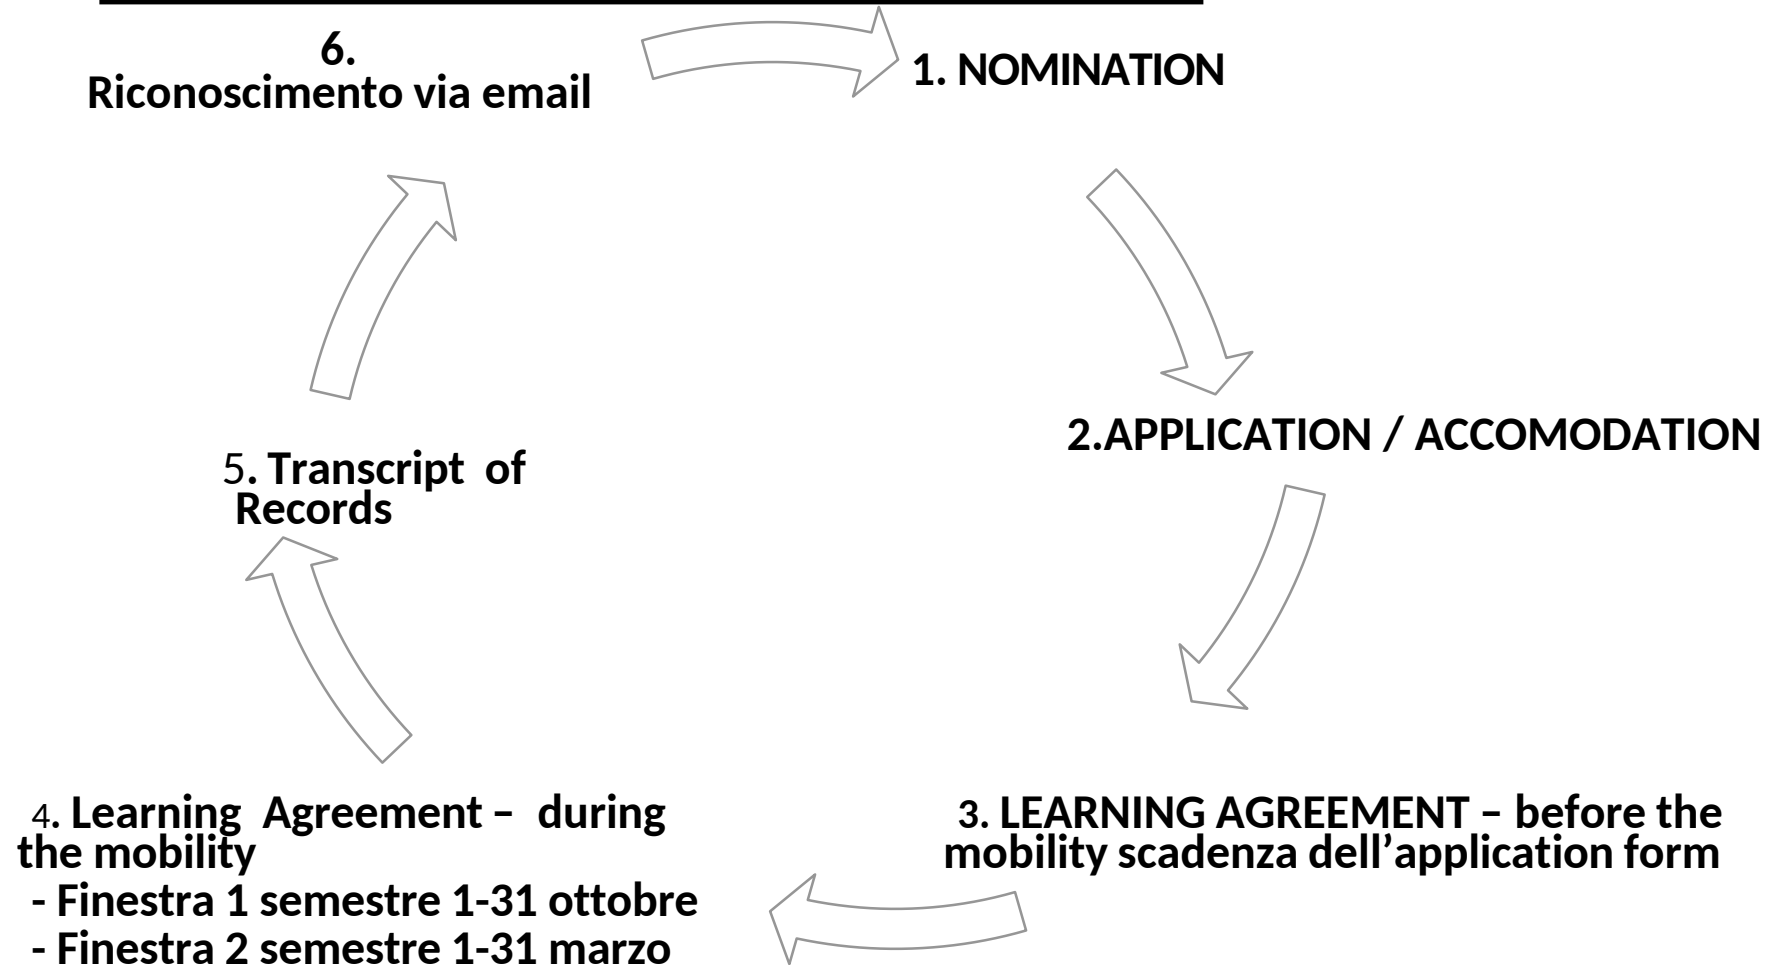 6.
Riconoscimento via email
1. NOMINATION
2.APPLICATION / ACCOMODATION
3. LEARNING AGREEMENT – before the
mobility scadenza dell’application form
4. Learning Agreement – during
the mobility
- Finestra 1 semestre 1-31 ottobre
- Finestra 2 semestre 1-31 marzo
5. Transcript of
Records